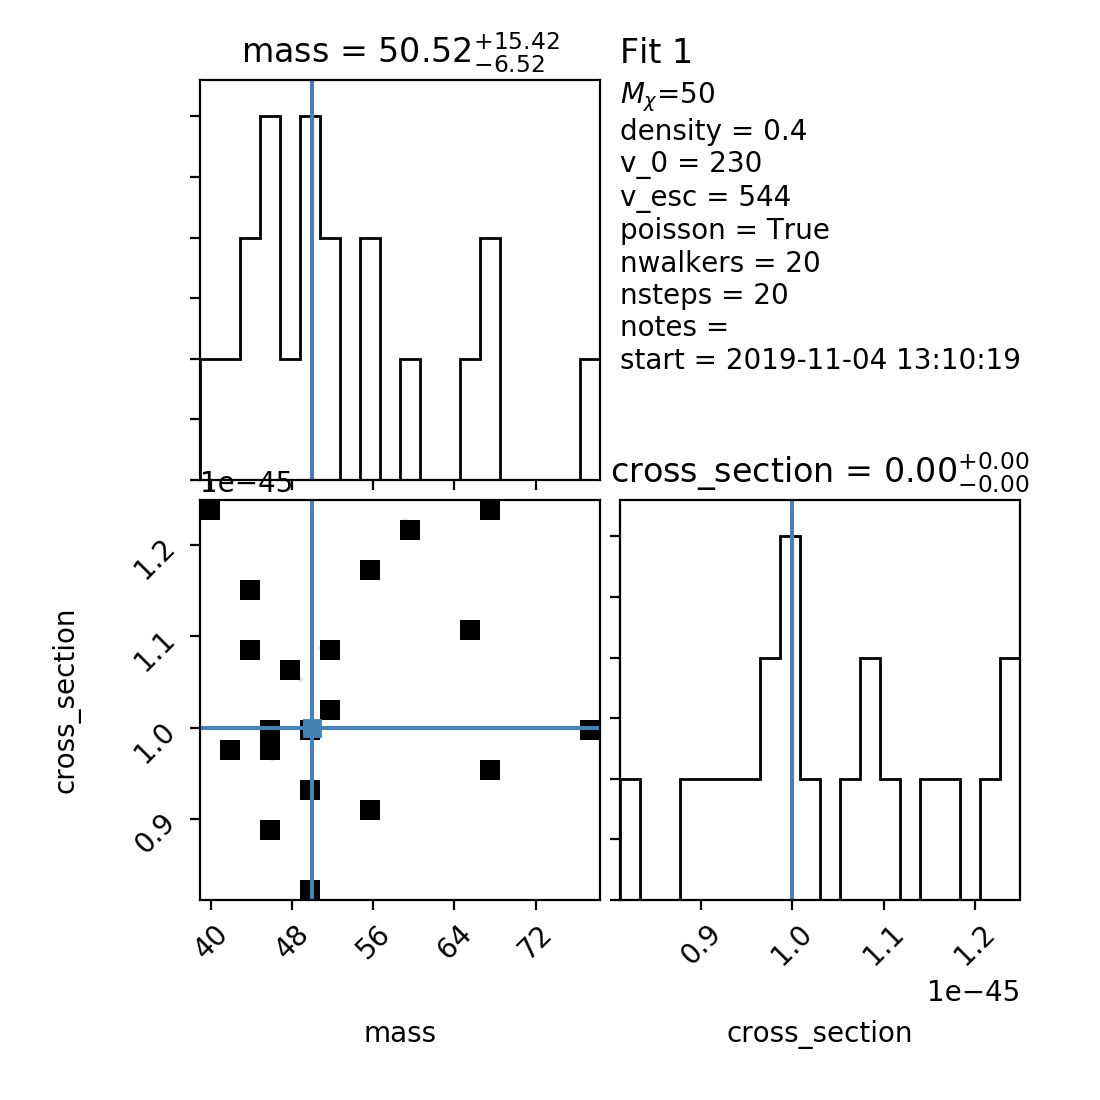 mass = 50.52+15.42−6.52
Fit 1
Mχ=50
density = 0.4
v_0 = 230
v_esc = 544
poisson = True
nwalkers = 20
nsteps = 20
notes =
start = 2019-11-04 13:10:19
1e−45
cross_section = 0.00+0.00−0.00
1.2
1.1
1.0
0.9
cross_section
40 48 56 64 72
mass
0.9 1.0 1.1 1.2
1e−45
cross_section